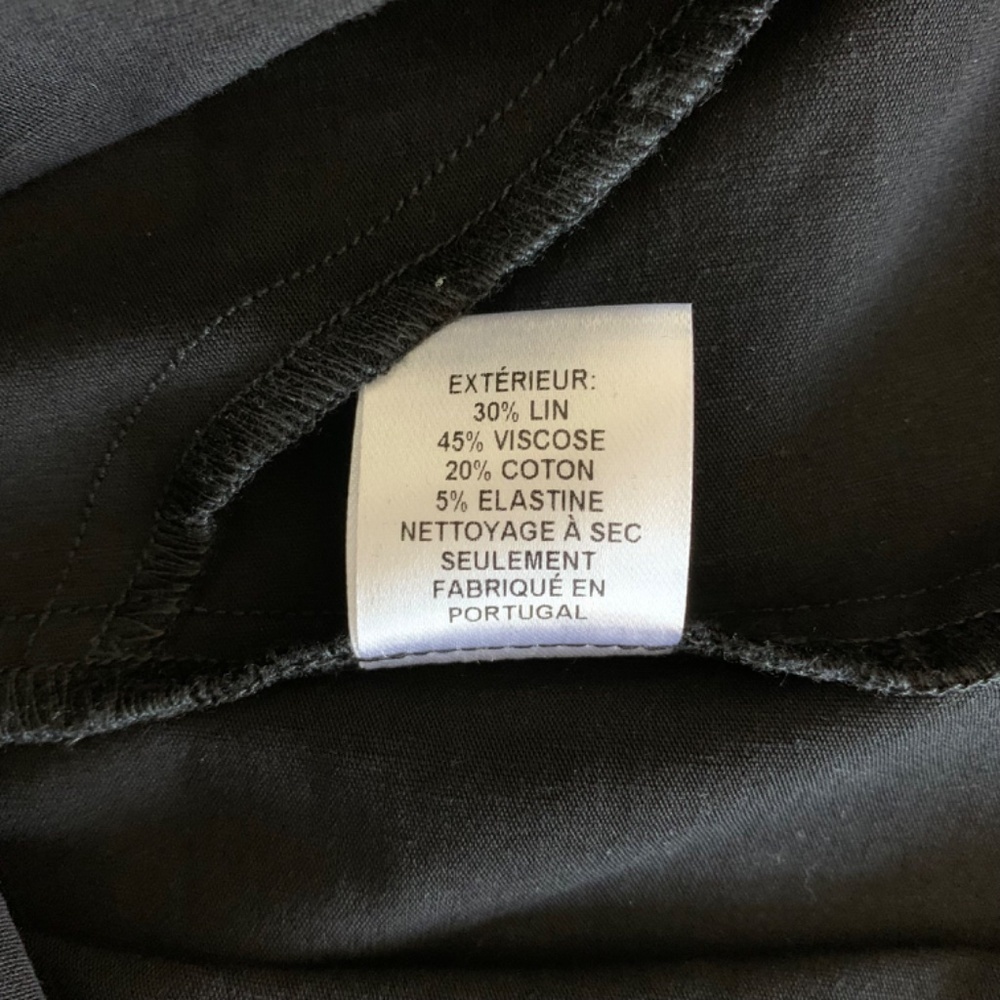 EXTÉRIEUR:
30% LIN
45% VISCOSE
20% COTON
5% ELASTINE
NETTOYAGE À SEC
SEULEMENT
FABRIQUÉ EN
PORTUGAL